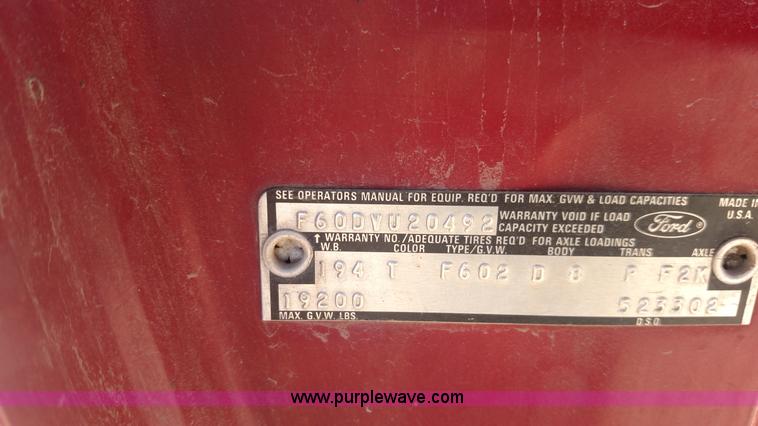 SEE OPERATORS MANUAL FOR EQUIP. REQ'D FOR MAX. GVW & LOAD CAPACITIES
MADE IN U.S.A.
F60DVU20492
WARRANTY VOID IF LOAD CAPACITY EXCEEDED
Ford
↑ WARRANTY NO./ADEQUATE TIRES REQ'D FOR AXLE LOADINGS
W.B. COLOR TYPE/G.V.W. BODY TRANS AXLE
194 T F602 D 8 P F2K
19200 523302
MAX. G.V.W. LBS. D.S.O.
www.purplewave.com